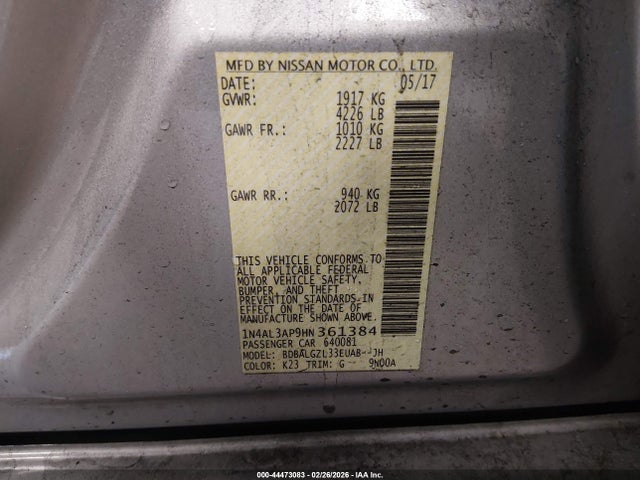 MFD BY NISSAN MOTOR CO., LTD.
DATE: 05/17
GVWR: 1917 KG
4226 LB
GAWR FR.: 1010 KG
2227 LB
GAWR RR.: 940 KG
2072 LB
THIS VEHICLE CONFORMS TO
ALL APPLICABLE FEDERAL
MOTOR VEHICLE SAFETY,
BUMPER, AND THEFT
PREVENTION STANDARDS IN
EFFECT ON THE DATE OF
MANUFACTURE SHOWN ABOVE.
1N4AL3AP9HN361384
PASSENGER CAR 640081
MODEL: BDBALGZL33EUAB--JH
COLOR: K23 TRIM: G 9N00A
000-44473083 - 02/26/2026 - IAA Inc.